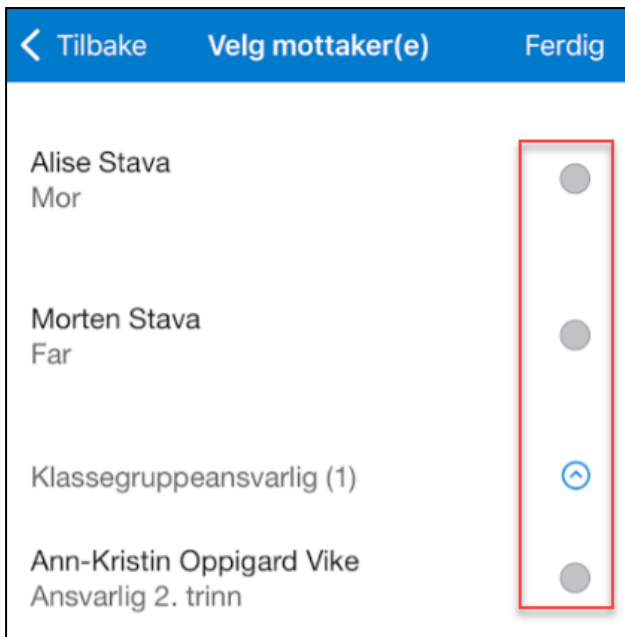 Tilbake Velg mottaker(e) Ferdig
Alise Stava
Mor
Morten Stava
Far
Klassegruppeansvarlig (1)
Ann-Kristin Oppigard Vike
Ansvarlig 2. trinn